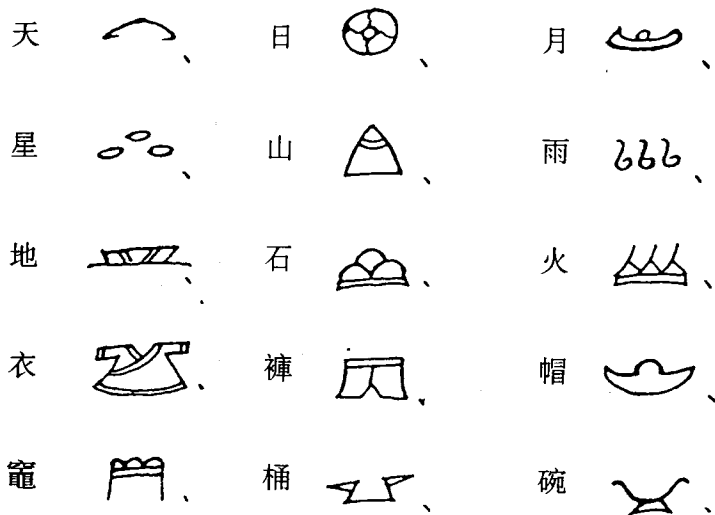 天 、 日 、 月 、
星 、 山 、 雨 、
地 、 石 、 火 、
衣 、 褲 、 帽 、
竈 、 桶 、 碗 、